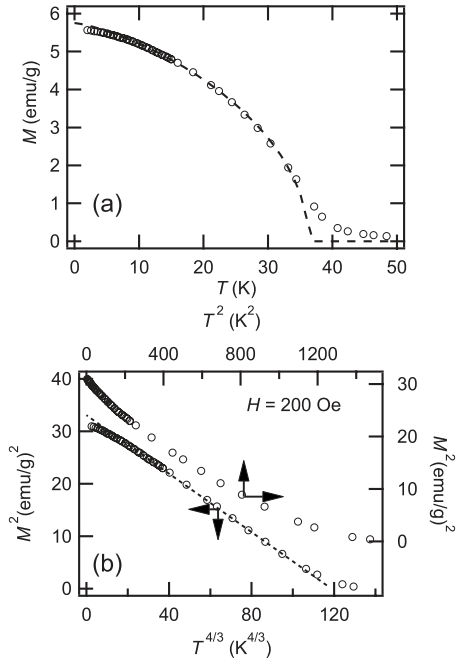 6
5
4
3
2
1
0
M (emu/g)
(a)
0 10 20 30 40 50
T (K)
T² (K²)
0 400 800 1200
40
30
20
10
0
M² (emu/g)²
H = 200 Oe
30
20
10
0
M² (emu/g)²
(b)
0 40 80 120
T⁴/³ (K⁴/³)